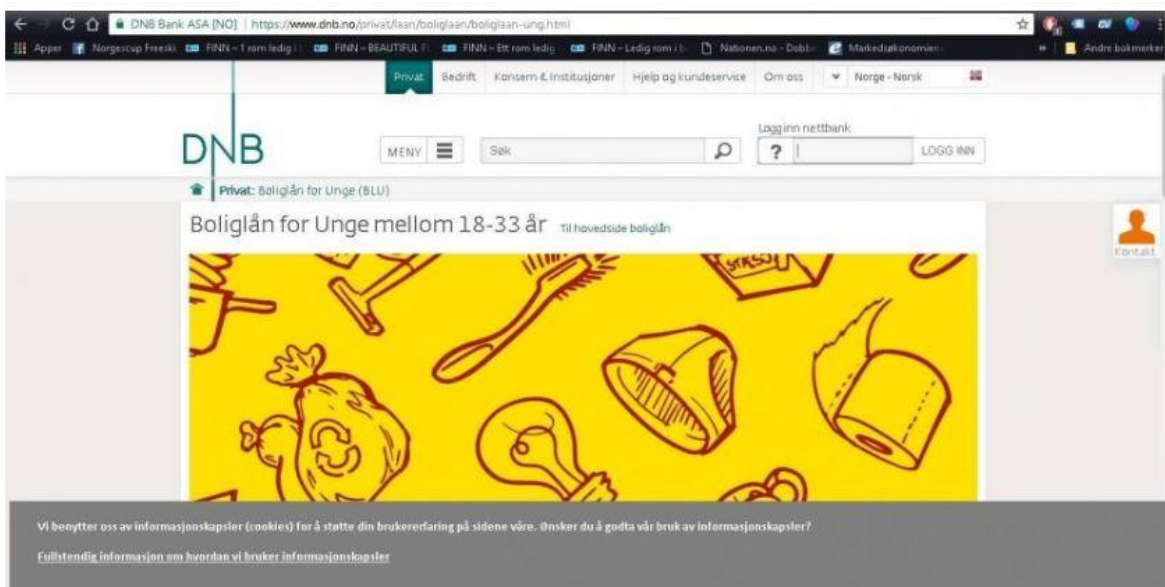 DNB Bank ASA [NO] https://www.dnb.no/privat/laan/boliglaan/boliglaan-ung.html
Apper Norgescup Freeski FINN – 1 rom ledig i FINN – BEAUTIFUL F FINN – Ett rom ledig FINN – Ledig rom i b Nationen.no - Dobb Markedsøkonomien » Andre bokmerker
Privat Bedrift Konsern & Institusjoner Hjelp og kundeservice Om oss Norge - Norsk
Logg inn nettbank
DNB MENY Søk ? LOGG INN
Privat: Boliglån for Unge (BLU)
Boliglån for Unge mellom 18-33 år Til hovedside boliglån
Kontakt
Vi benytter oss av informasjonskapsler (cookies) for å støtte din brukererfaring på sidene våre. Ønsker du å godta vår bruk av informasjonskapsler?
Fullstendig informasjon om hvordan vi bruker informasjonskapsler